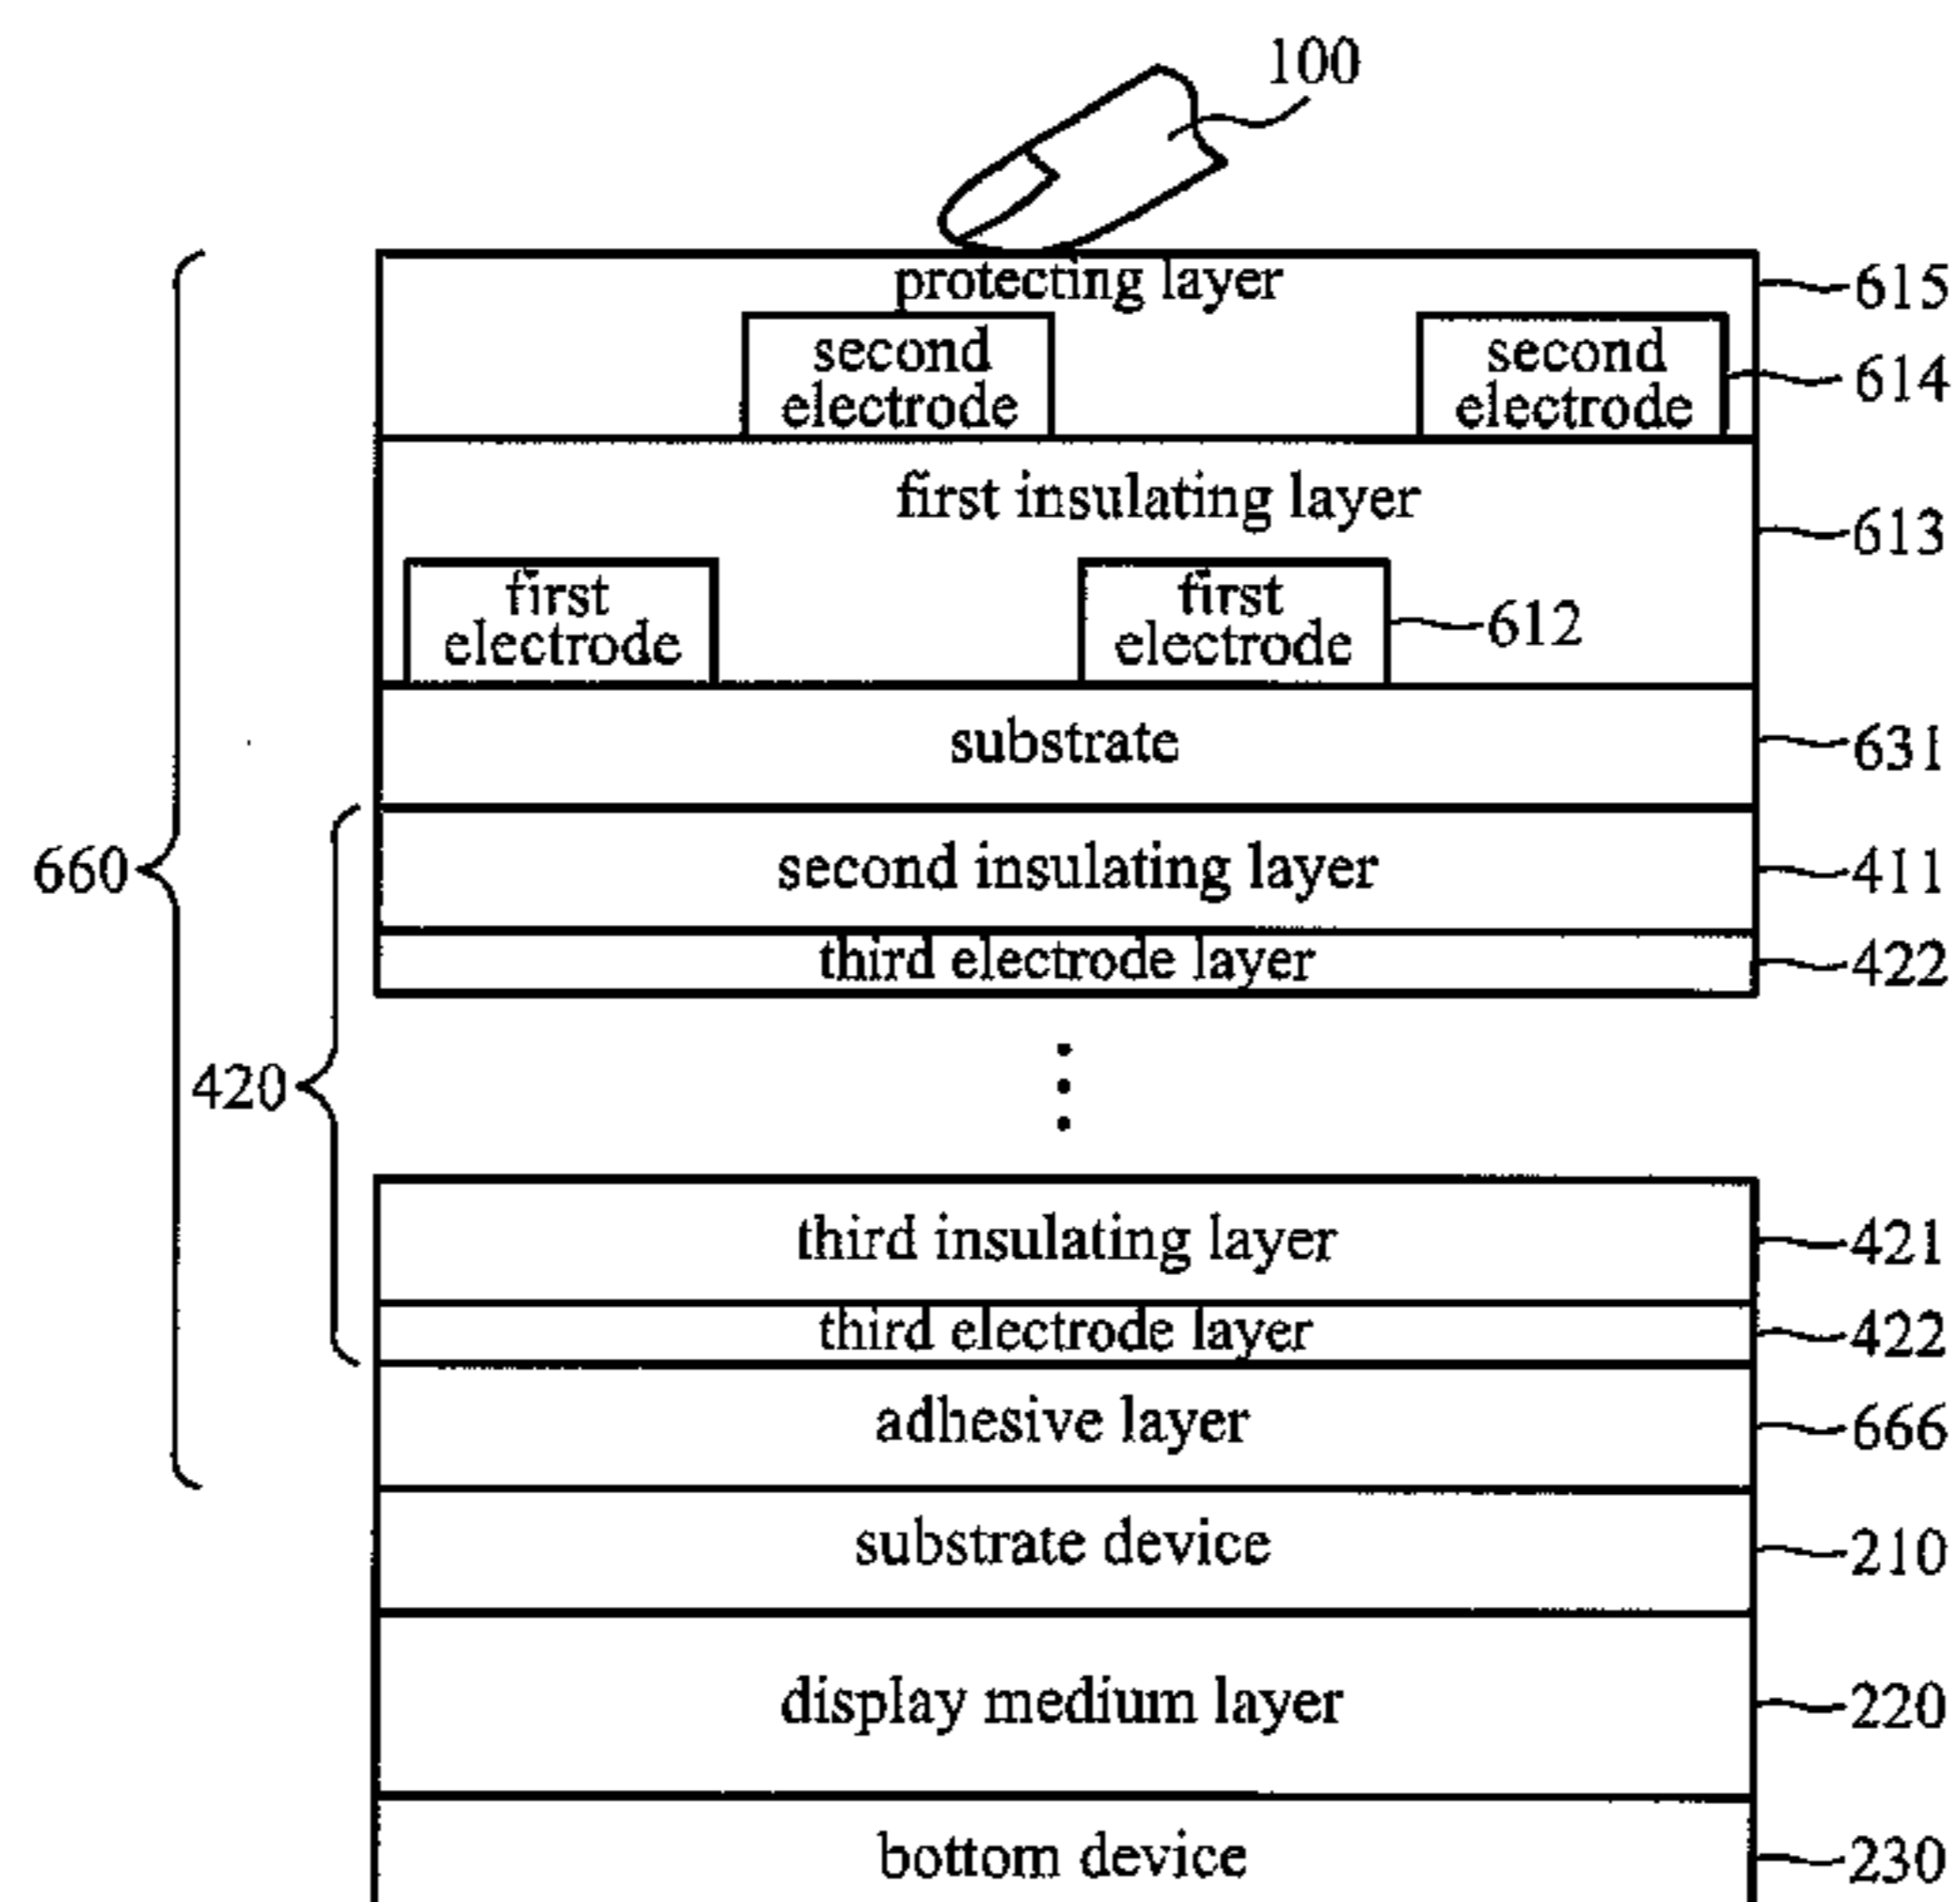 100
protecting layer
615
second
electrode
second
electrode
614
first insulating layer
613
first
electrode
first
electrode
612
substrate
631
second insulating layer
411
660
third electrode layer
422
420
third insulating layer
421
third electrode layer
422
adhesive layer
666
substrate device
210
display medium layer
220
bottom device
230